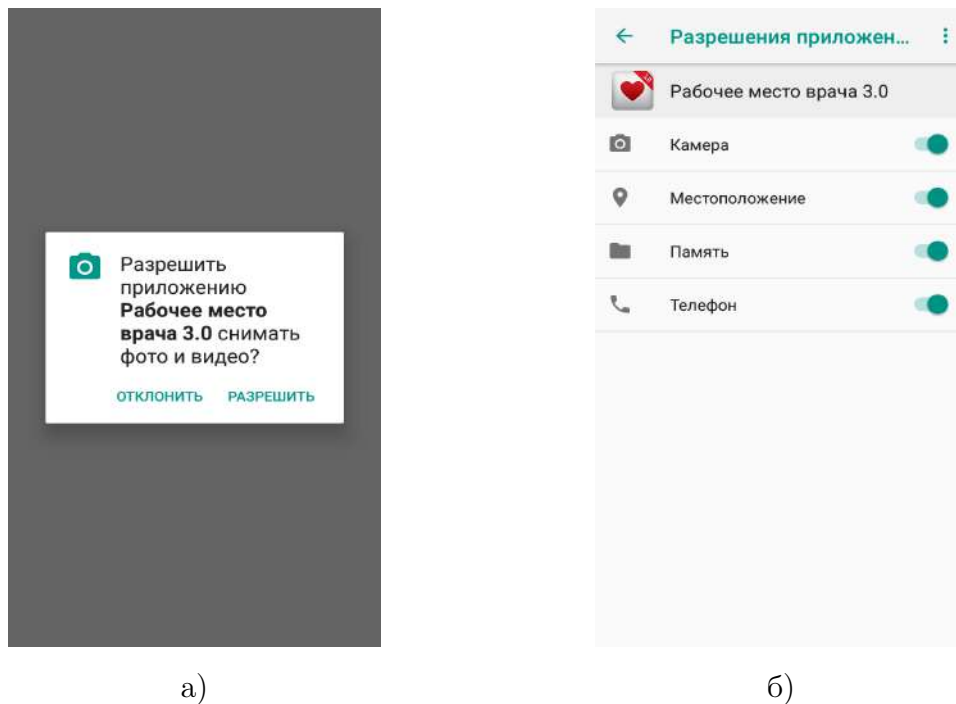 Разрешить
приложению
Рабочее место
врача 3.0 снимать
фото и видео?
ОТКЛОНИТЬ РАЗРЕШИТЬ
а)
Разрешения приложен...
Рабочее место врача 3.0
Камера
Местоположение
Память
Телефон
б)